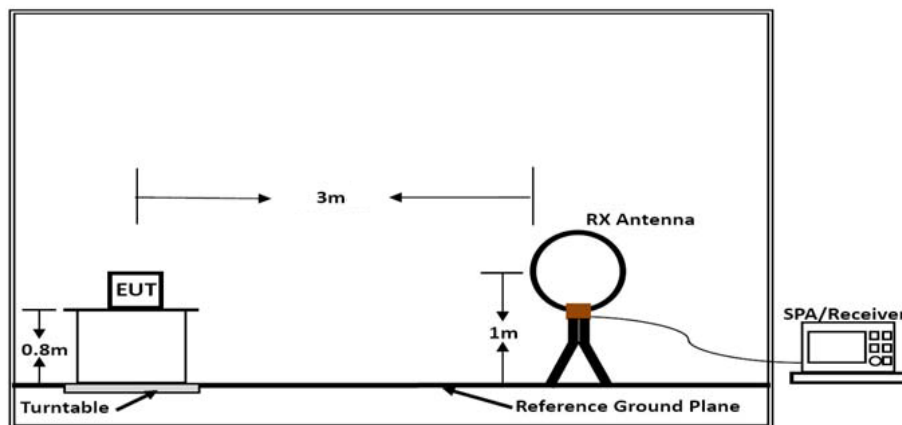 3m
RX Antenna
EUT
SPA/Receiver
0.8m
1m
Turntable
Reference Ground Plane